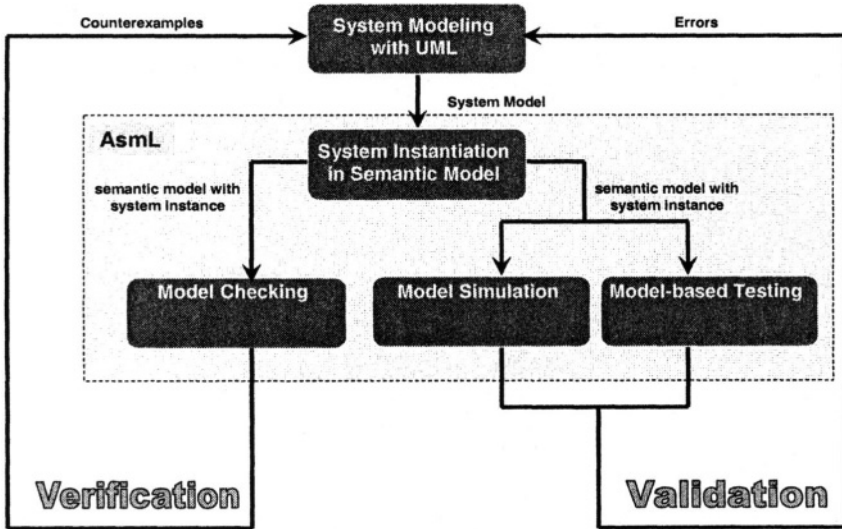 Counterexamples
System Modeling
with UML
Errors
System Model
AsmL
System Instantiation
in Semantic Model
semantic model with
system instance
semantic model with
system instance
Model Checking
Model Simulation
Model-based Testing
Verification
Validation